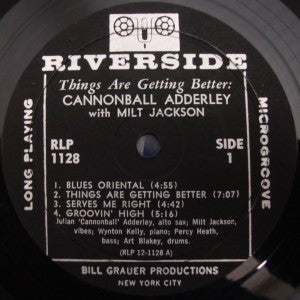 RIVERSIDE
Things Are Getting Better:
CANNONBALL ADDERLEY
with MILT JACKSON
LONG PLAYING
MICROGROOVE
RLP
1128
SIDE
1
1. BLUES ORIENTAL (4:55)
2. THINGS ARE GETTING BETTER (7:07)
3. SERVES ME RIGHT (4:42)
4. GROOVIN' HIGH (5:16)
Julian 'Cannonball' Adderley, alto sax; Milt Jackson,
vibes; Wynton Kelly, piano; Percy Heath,
bass; Art Blakey, drums.
(RLP 12-1128 A)
BILL GRAUER PRODUCTIONS
NEW YORK CITY